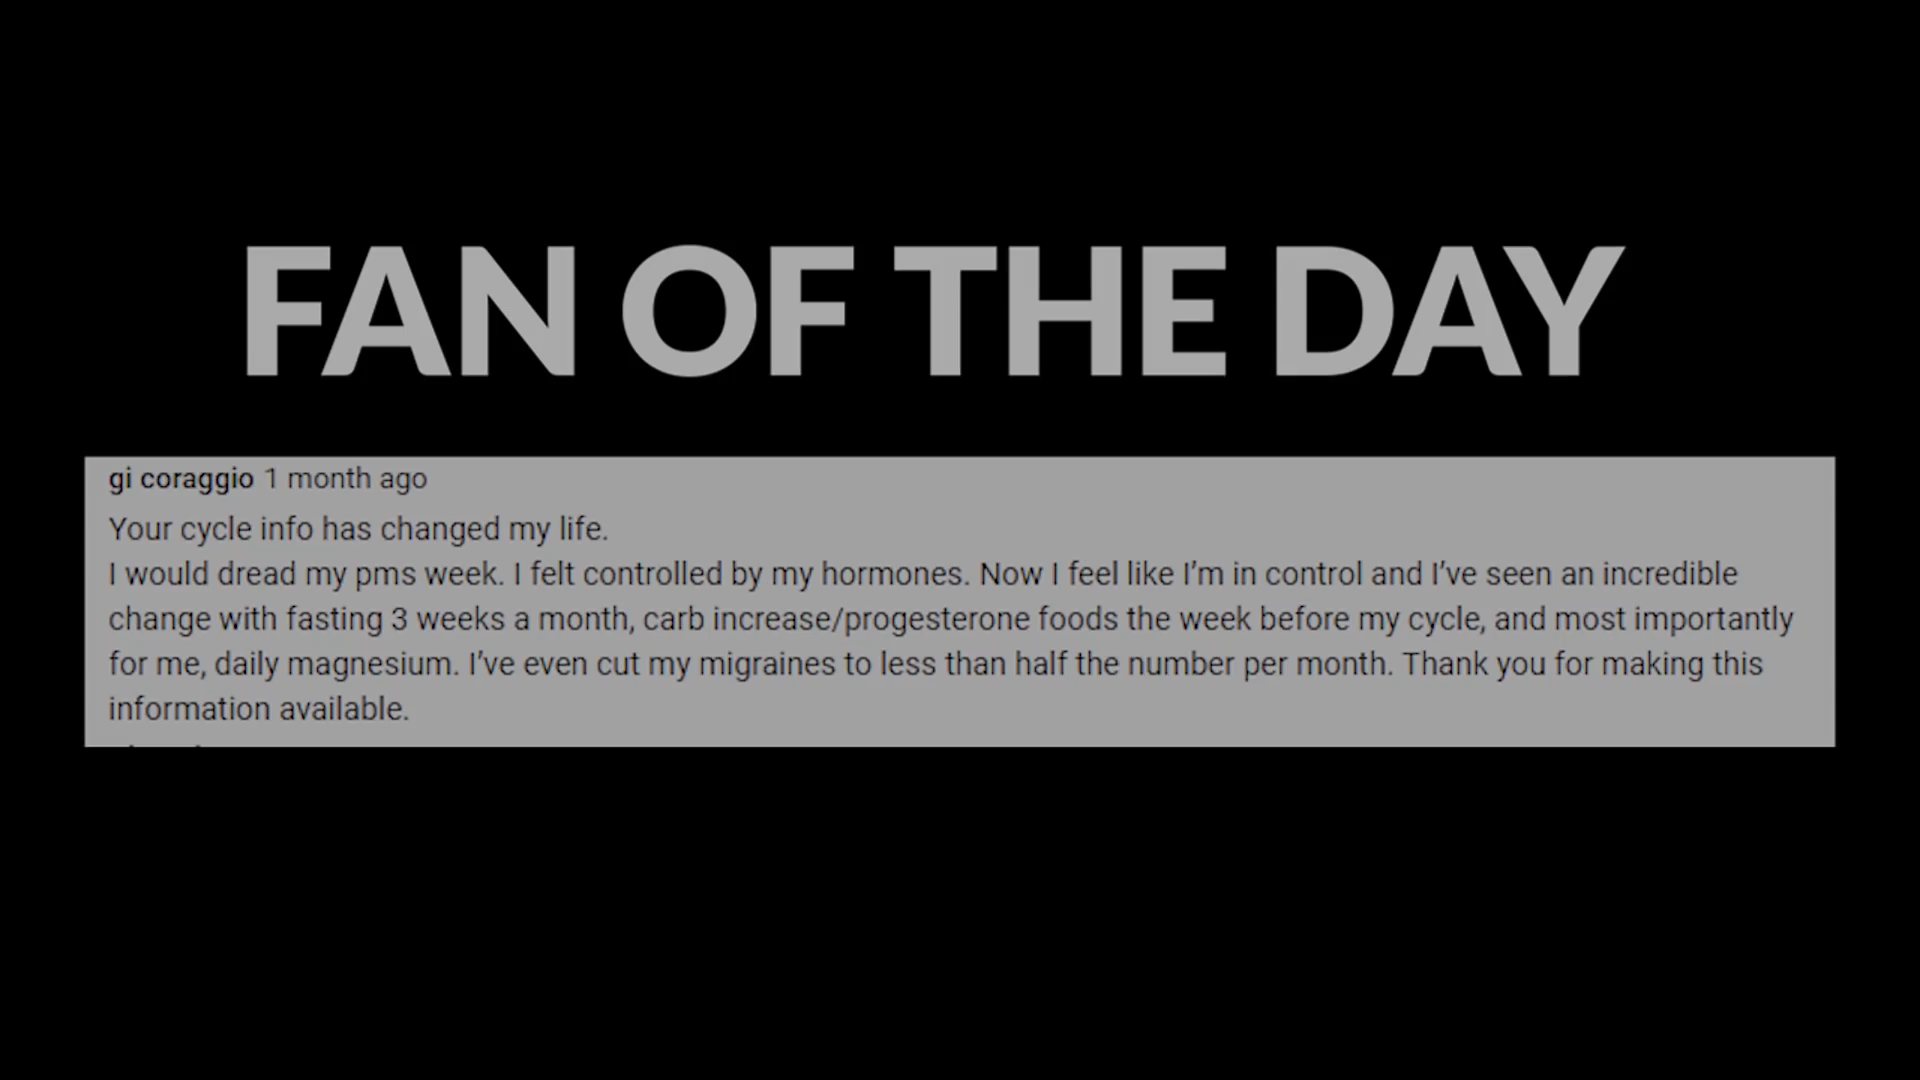 FAN OF THE DAY
gi coraggio 1 month ago
Your cycle info has changed my life.
I would dread my pms week. I felt controlled by my hormones. Now I feel like I’m in control and I’ve seen an incredible
change with fasting 3 weeks a month, carb increase/progesterone foods the week before my cycle, and most importantly
for me, daily magnesium. I’ve even cut my migraines to less than half the number per month. Thank you for making this
information available.